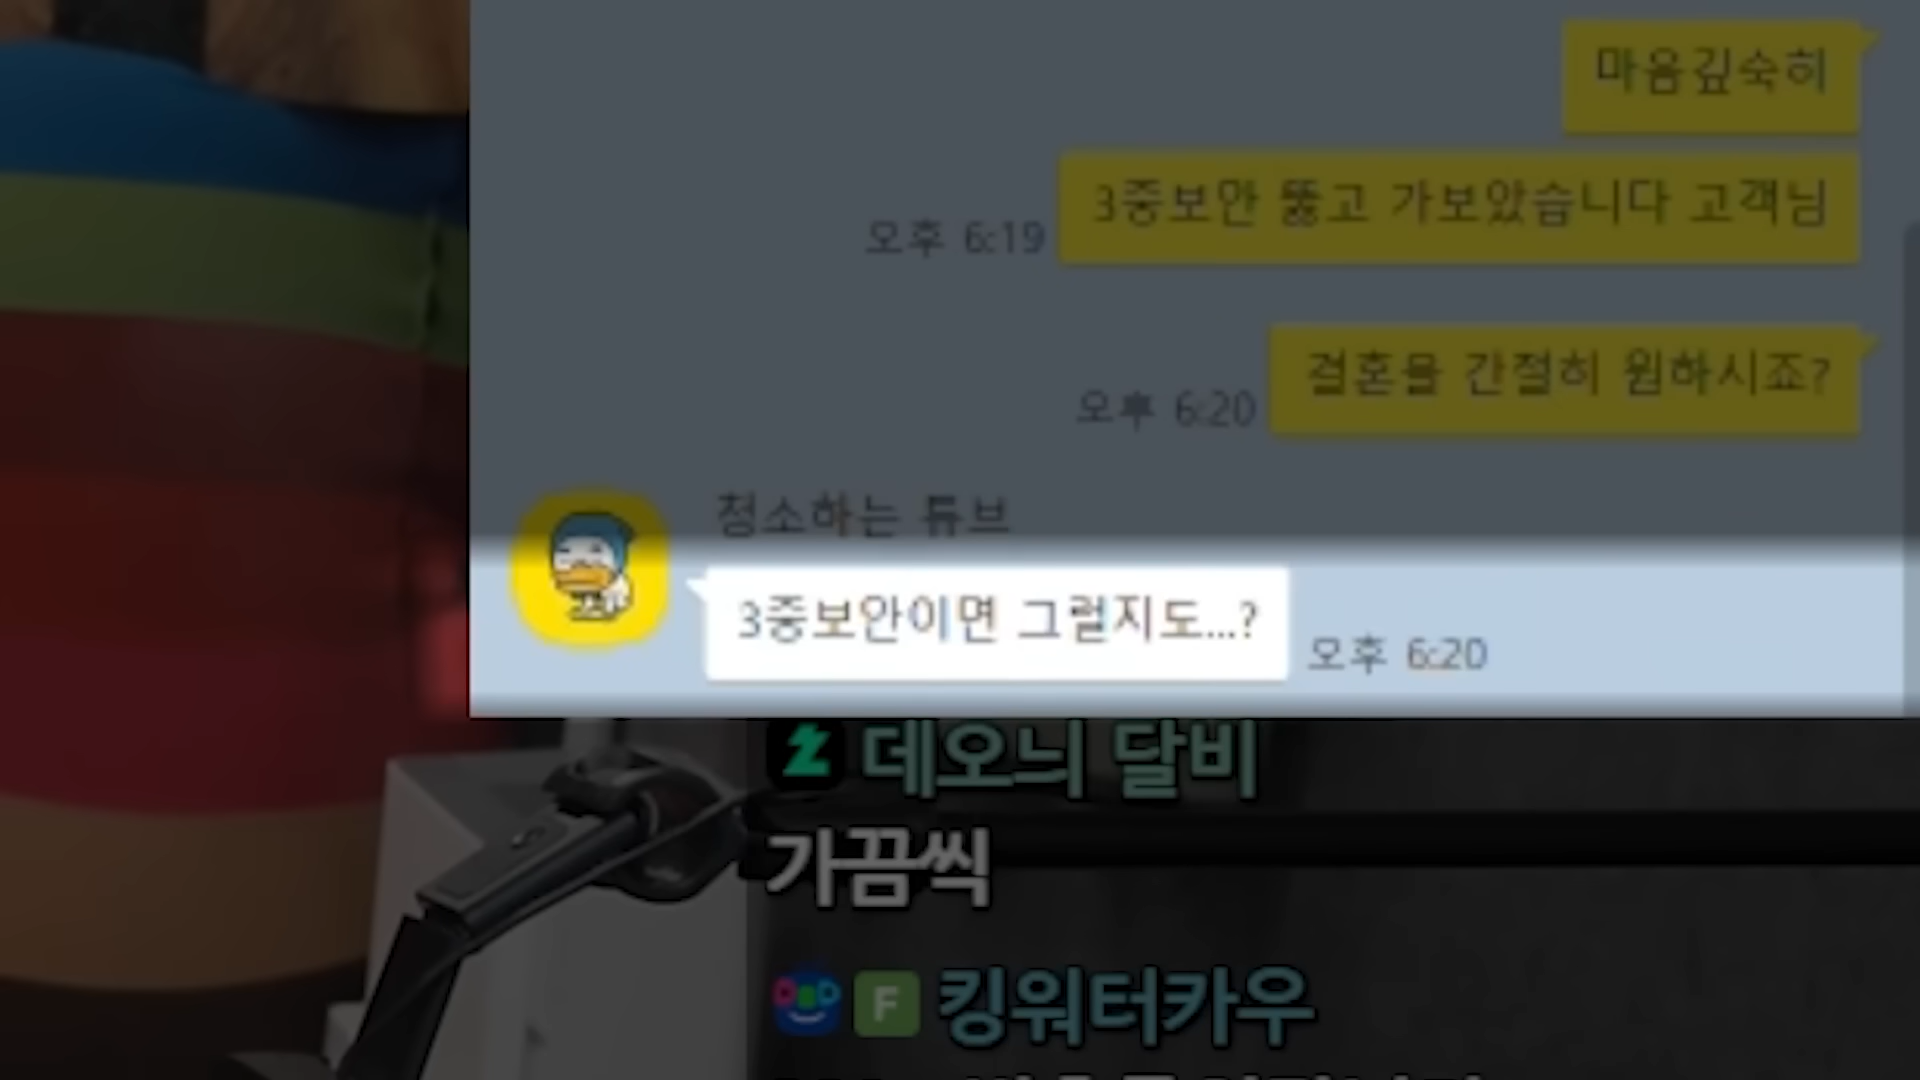 마음깊숙히
3중보안 뚫고 가보았습니다 고객님
오후 6:19
결혼을 간절히 원하시죠?
오후 6:20
청소하는 튜브
3중보안이면 그럴지도...?
오후 6:20
데오늬 달비
가끔씩
F 킹워터카우